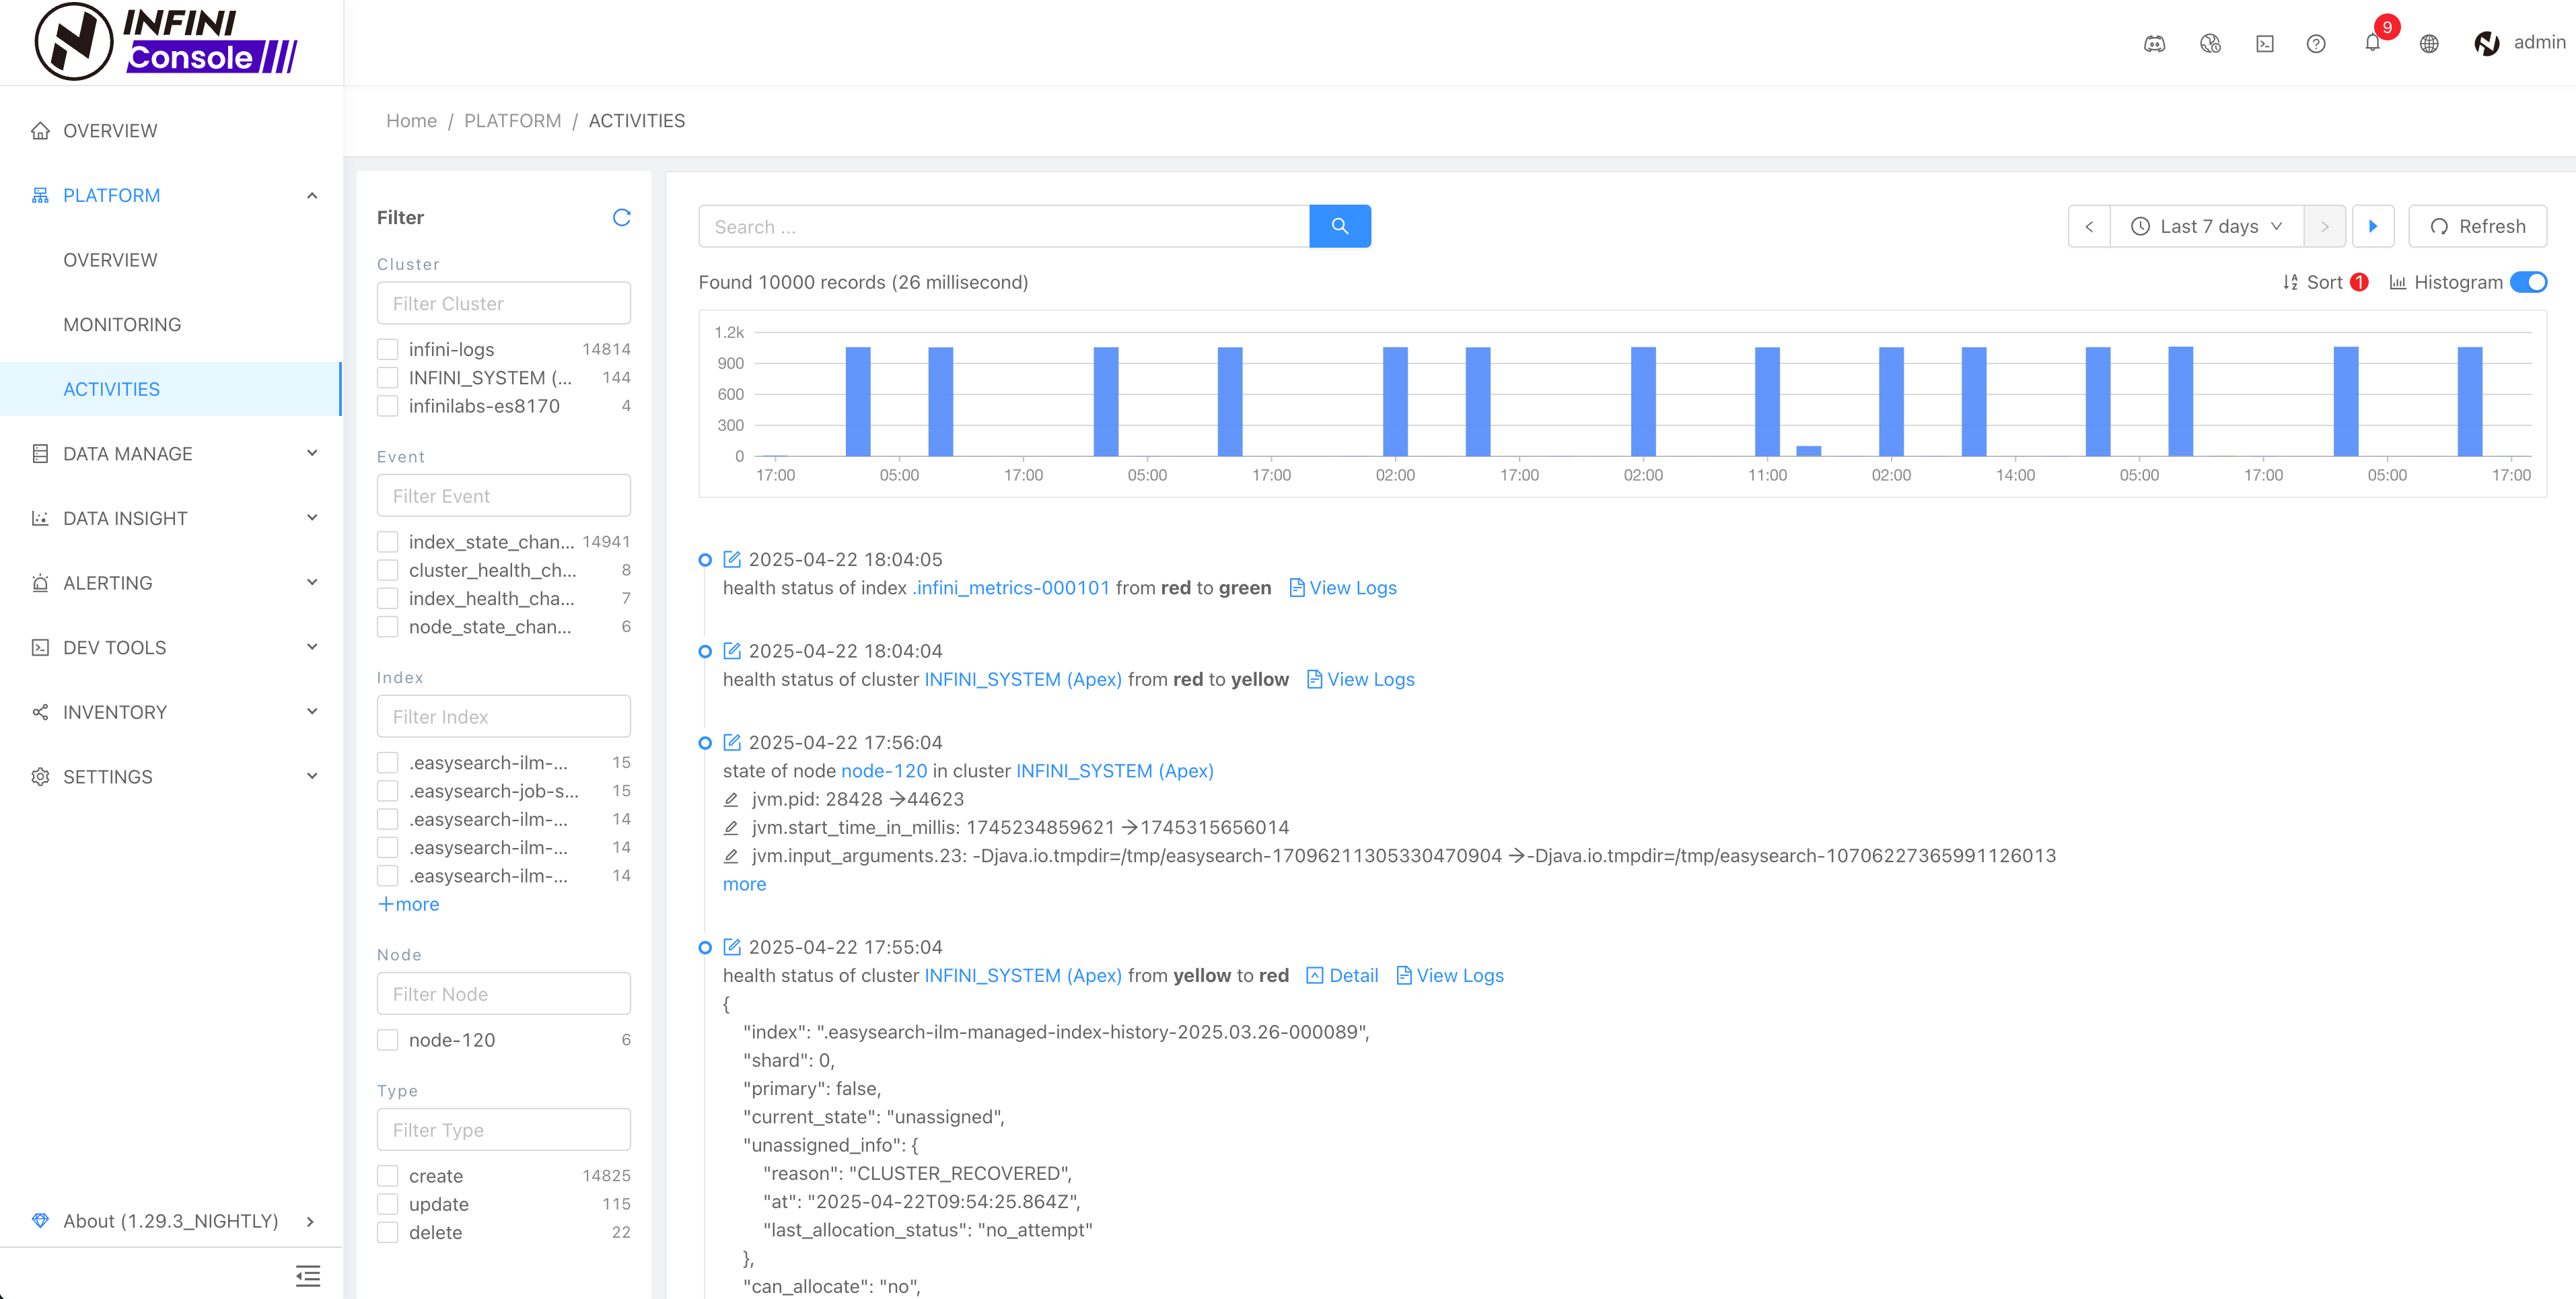 INFINI
Console
9
admin
OVERVIEW
PLATFORM
OVERVIEW
MONITORING
ACTIVITIES
DATA MANAGE
DATA INSIGHT
ALERTING
DEV TOOLS
INVENTORY
SETTINGS
About (1.29.3_NIGHTLY)
Home / PLATFORM / ACTIVITIES
Filter
Cluster
Filter Cluster
infini-logs 14814
INFINI_SYSTEM (... 144
infinilabs-es8170 4
Event
Filter Event
index_state_chan... 14941
cluster_health_ch... 8
index_health_cha... 7
node_state_chan... 6
Index
Filter Index
.easysearch-ilm-... 15
.easysearch-job-s... 15
.easysearch-ilm-... 14
.easysearch-ilm-... 14
.easysearch-ilm-... 14
+more
Node
Filter Node
node-120 6
Type
Filter Type
create 14825
update 115
delete 22
Search ...
Last 7 days
Refresh
Found 10000 records (26 millisecond)
Sort 1
Histogram
1.2k
900
600
300
0
17:00 05:00 17:00 05:00 17:00 02:00 17:00 02:00 11:00 02:00 14:00 05:00 17:00 05:00 17:00
2025-04-22 18:04:05
health status of index .infini_metrics-000101 from red to green View Logs
2025-04-22 18:04:04
health status of cluster INFINI_SYSTEM (Apex) from red to yellow View Logs
2025-04-22 17:56:04
state of node node-120 in cluster INFINI_SYSTEM (Apex)
jvm.pid: 28428 →44623
jvm.start_time_in_millis: 1745234859621 →1745315656014
jvm.input_arguments.23: -Djava.io.tmpdir=/tmp/easysearch-17096211305330470904 →-Djava.io.tmpdir=/tmp/easysearch-10706227365991126013
more
2025-04-22 17:55:04
health status of cluster INFINI_SYSTEM (Apex) from yellow to red Detail View Logs
{
"index": ".easysearch-ilm-managed-index-history-2025.03.26-000089",
"shard": 0,
"primary": false,
"current_state": "unassigned",
"unassigned_info": {
"reason": "CLUSTER_RECOVERED",
"at": "2025-04-22T09:54:25.864Z",
"last_allocation_status": "no_attempt"
},
"can_allocate": "no",